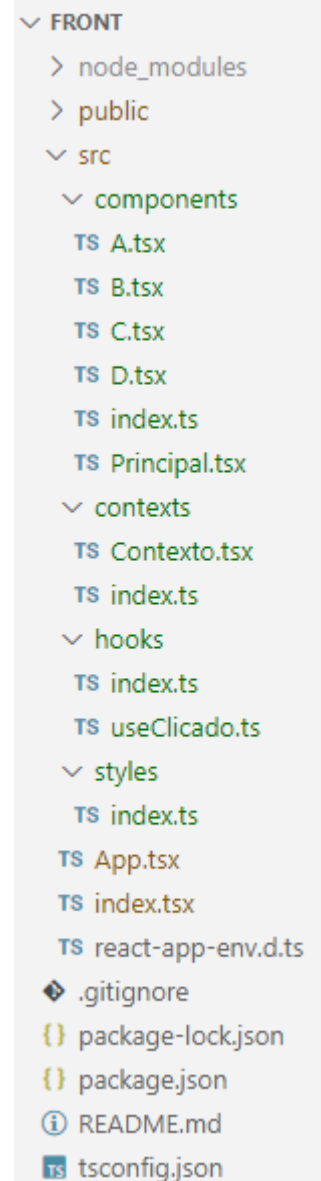 FRONT
node_modules
public
src
components
TS A.tsx
TS B.tsx
TS C.tsx
TS D.tsx
TS index.ts
TS Principal.tsx
contexts
TS Contexto.tsx
TS index.ts
hooks
TS index.ts
TS useClicado.ts
styles
TS index.ts
TS App.tsx
TS index.tsx
TS react-app-env.d.ts
.gitignore
{} package-lock.json
{} package.json
README.md
TS tsconfig.json